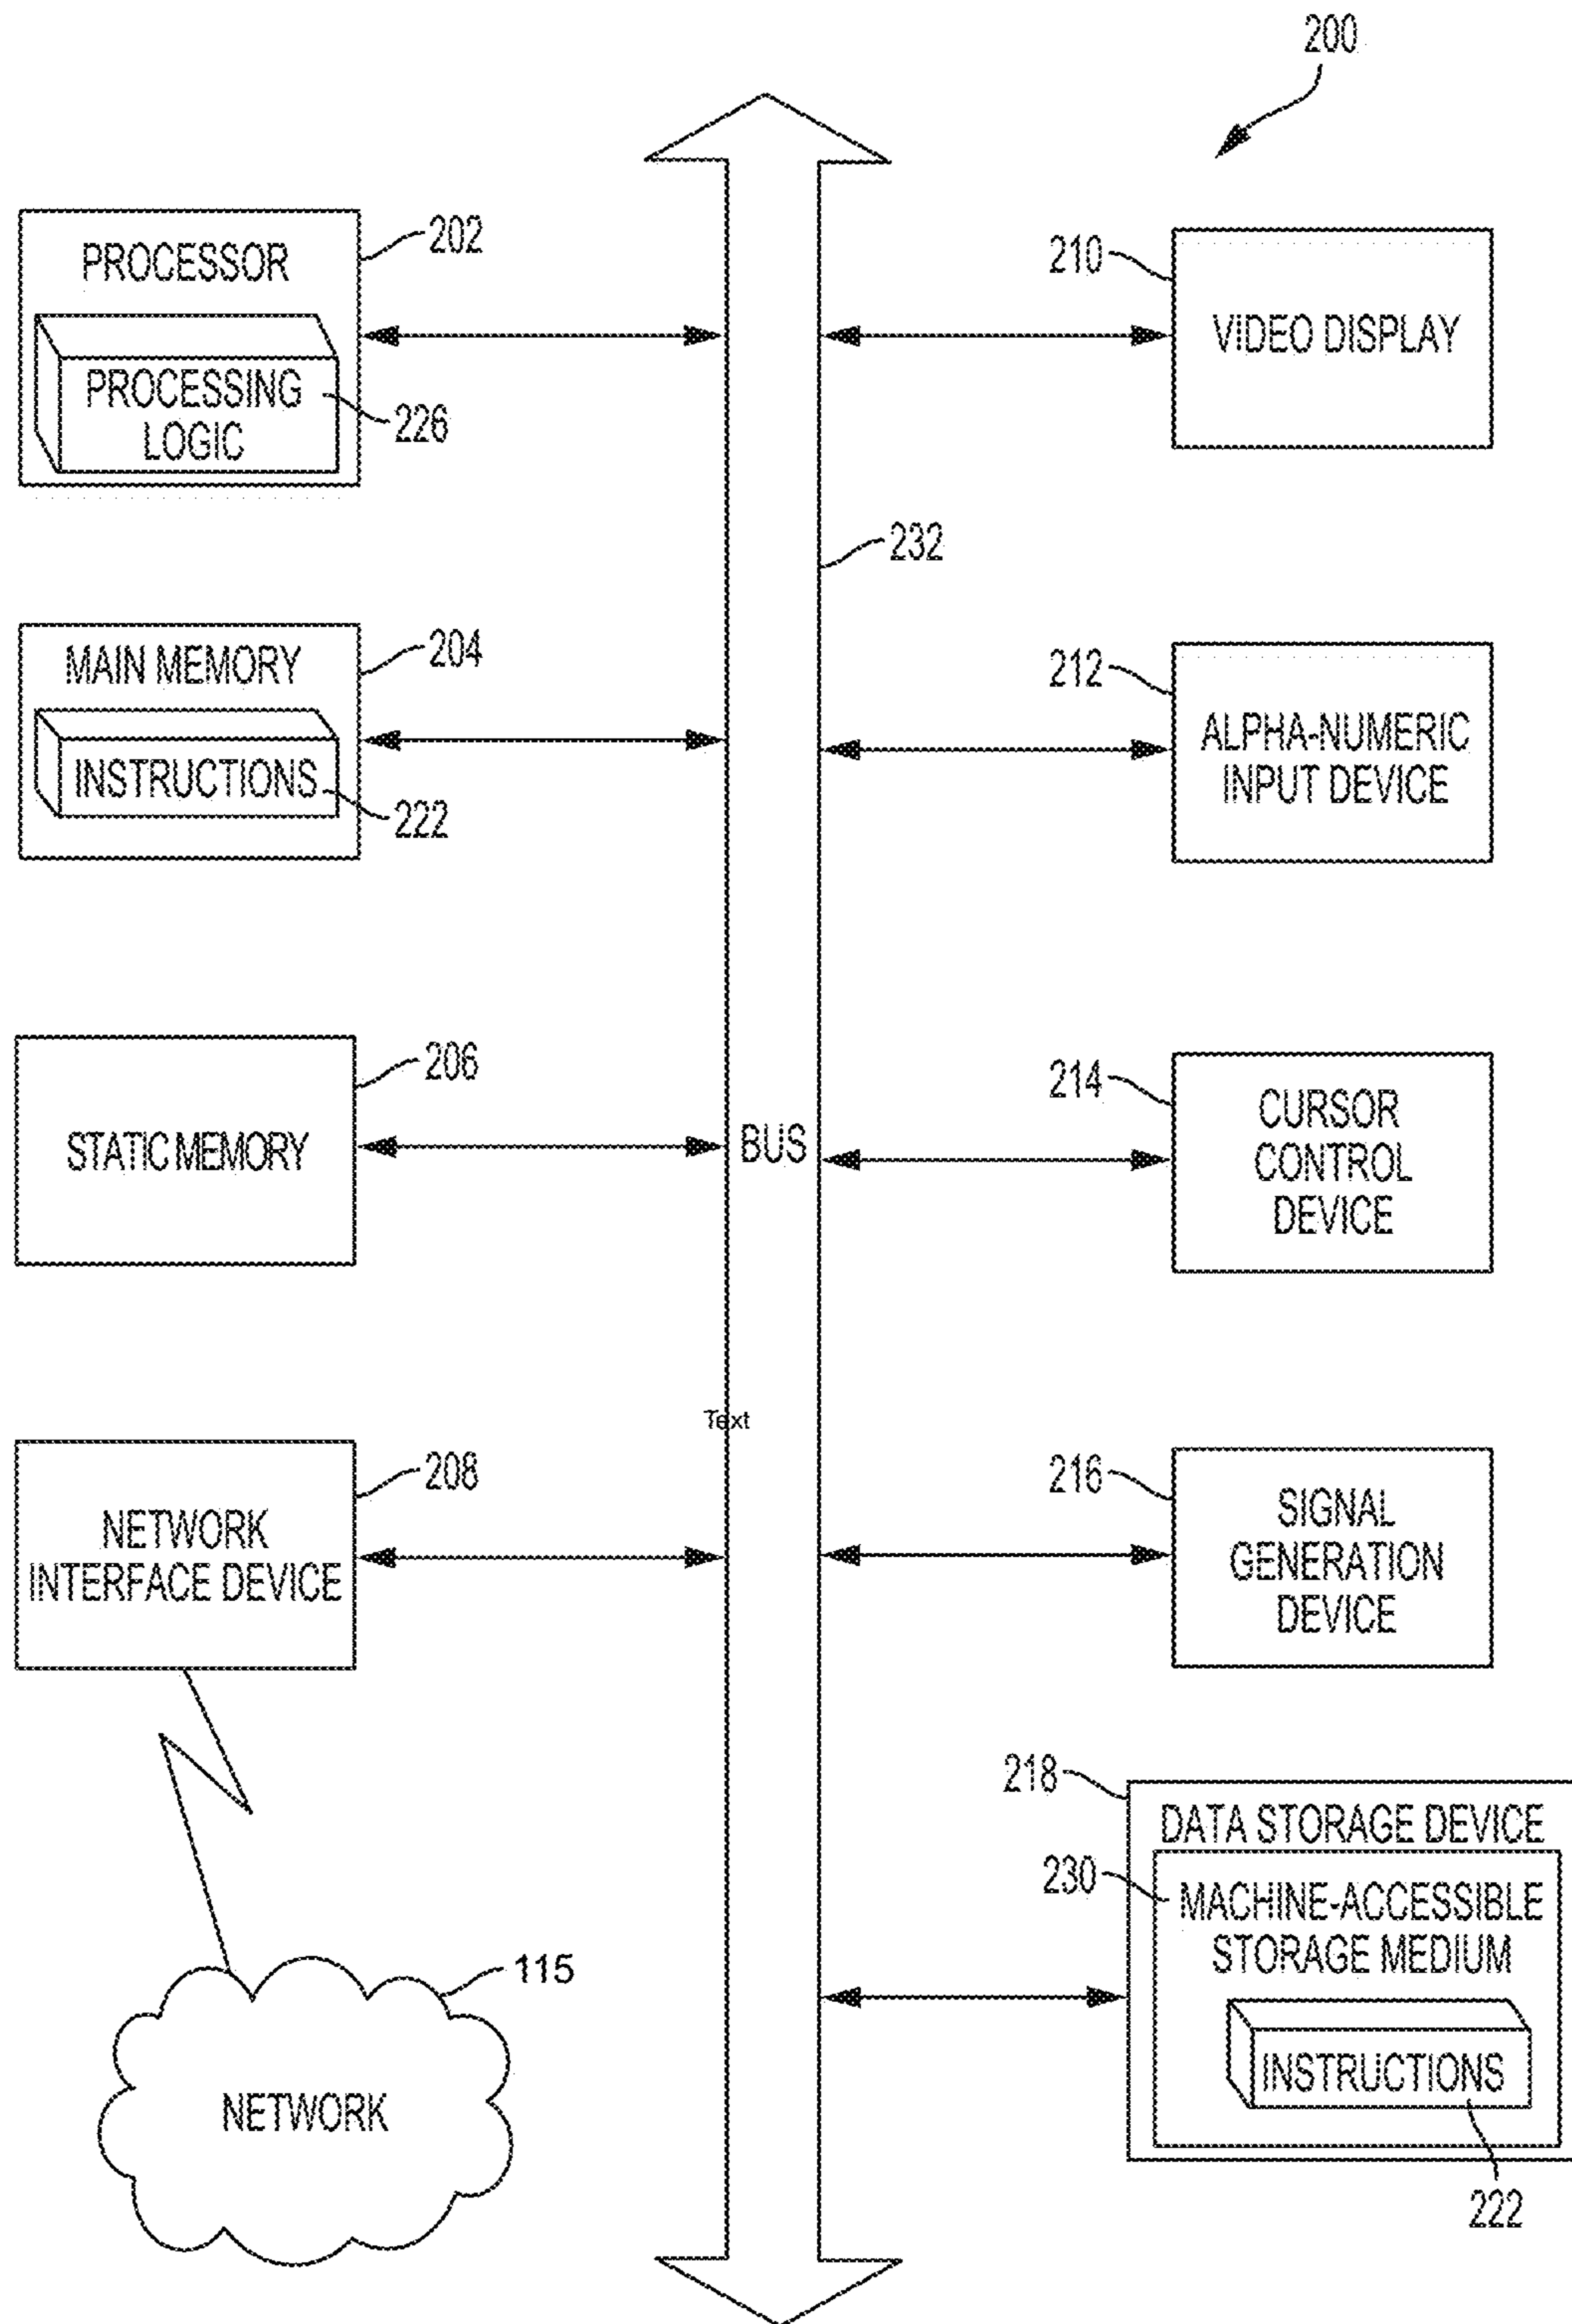 200
PROCESSOR
202
PROCESSING
LOGIC
226
210
VIDEO DISPLAY
232
MAIN MEMORY
204
INSTRUCTIONS
222
212
ALPHA-NUMERIC
INPUT DEVICE
STATIC MEMORY
206
BUS
214
CURSOR
CONTROL
DEVICE
Text
NETWORK
INTERFACE DEVICE
208
216
SIGNAL
GENERATION
DEVICE
218
DATA STORAGE DEVICE
230
MACHINE-ACCESSIBLE
STORAGE MEDIUM
INSTRUCTIONS
222
115
NETWORK